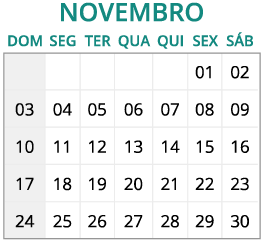 NOVEMBRO
DOM SEG TER QUA QUI SEX SÁB
01 02
03 04 05 06 07 08 09
10 11 12 13 14 15 16
17 18 19 20 21 22 23
24 25 26 27 28 29 30